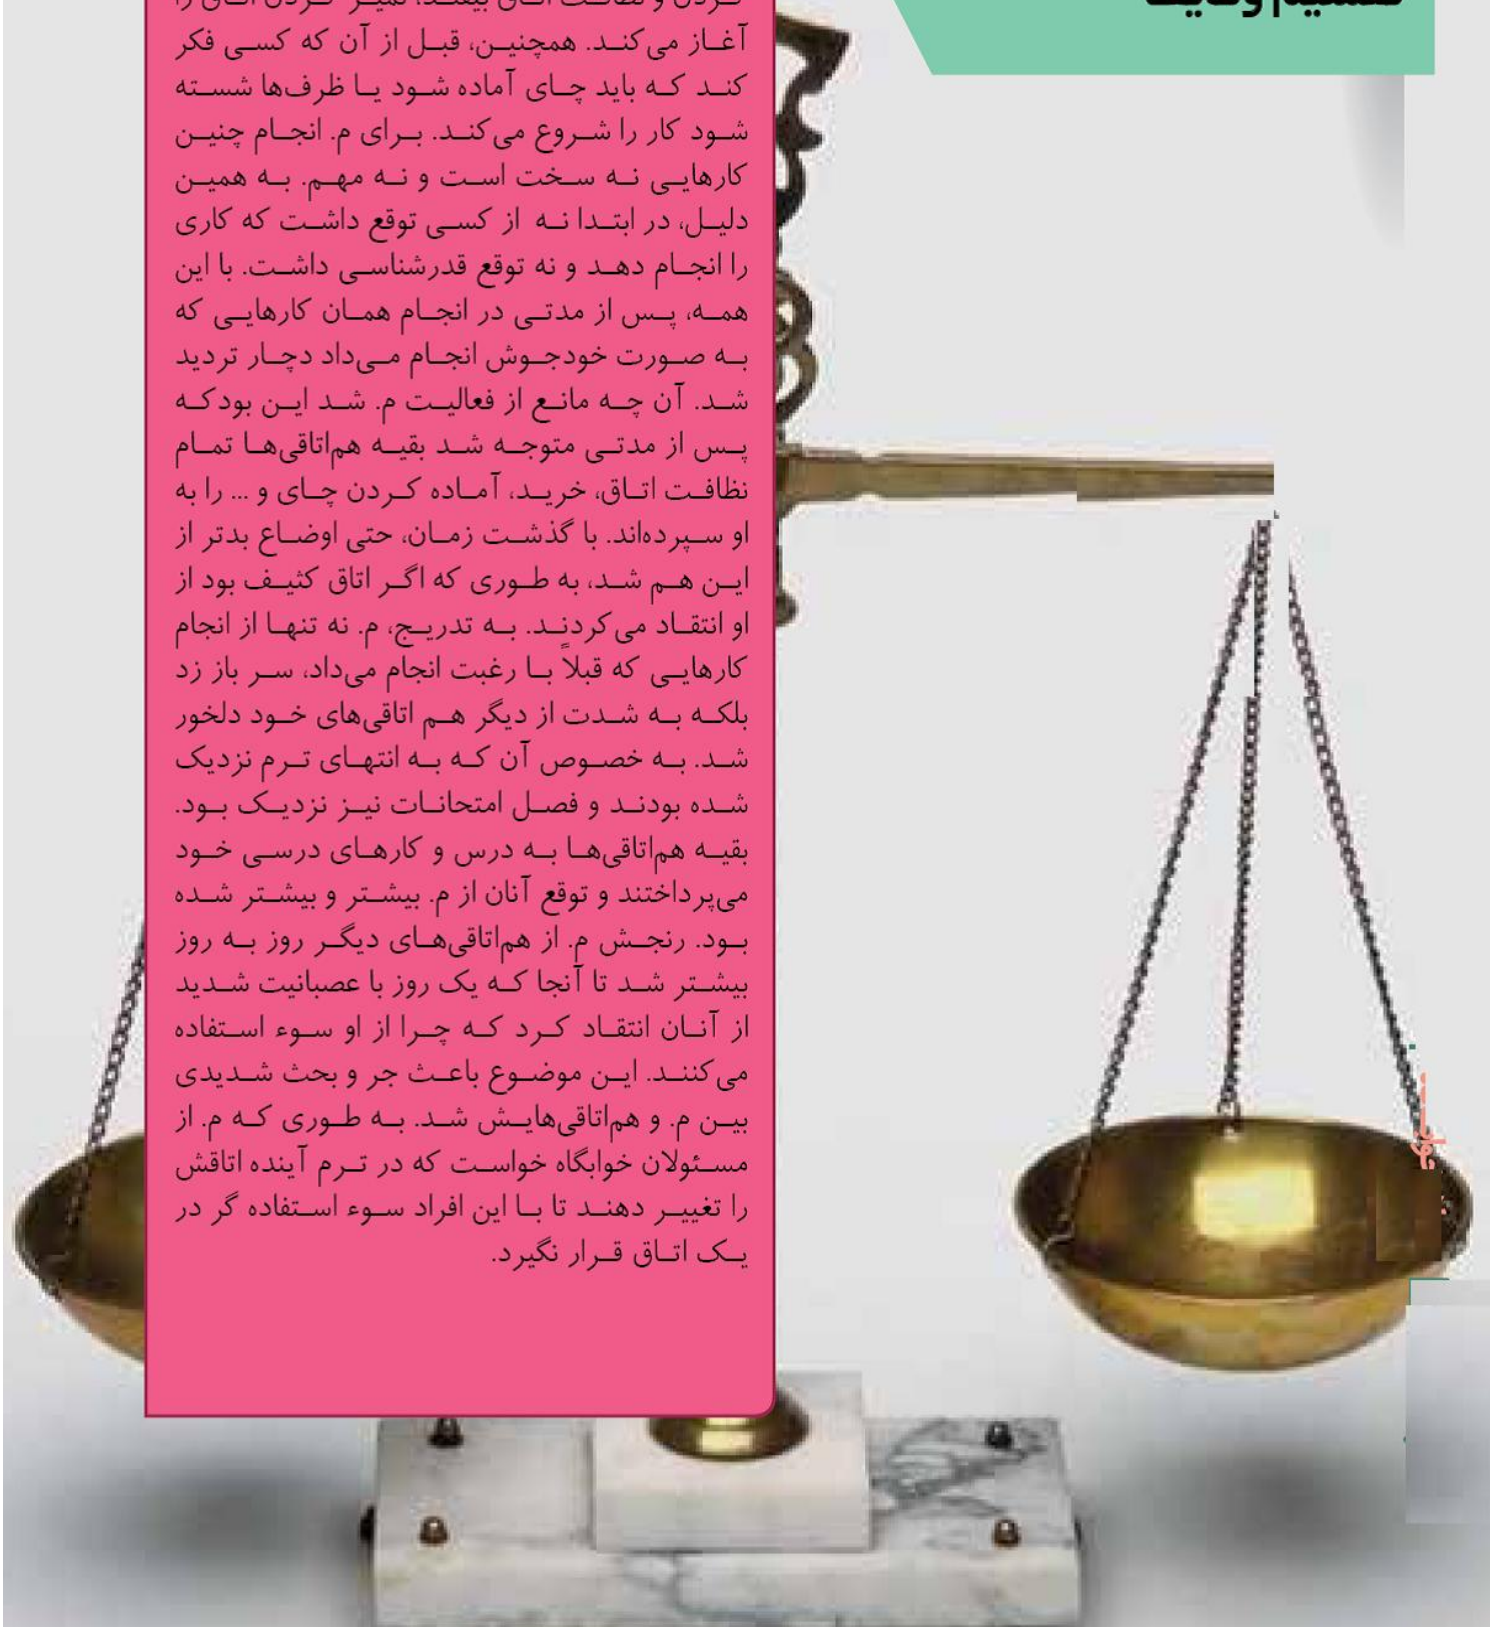 کردن و نظافت اتاق بیفتد، تمیز کردن اتاق را
آغاز می‌کند. همچنین، قبل از آن که کسی فکر
کند که باید چای آماده شود یا ظرف‌ها شسته
شود کار را شروع می‌کند. برای م. انجام چنین
کارهایی نه سخت است و نه مهم. به همین
دلیل، در ابتدا نه از کسی توقع داشت که کاری
را انجام دهد و نه توقع قدرشناسی داشت. با این
همه، پس از مدتی در انجام همان کارهایی که
به صورت خودجوش انجام می‌داد دچار تردید
شد. آن چه مانع از فعالیت م. شد این بودکه
پس از مدتی متوجه شد بقیه هم‌اتاقی‌ها تمام
نظافت اتاق، خرید، آماده کردن چای و ... را به
او سپرده‌اند. با گذشت زمان، حتی اوضاع بدتر از
این هم شد، به طوری که اگر اتاق کثیف بود از
او انتقاد می‌کردند. به تدریج، م. نه تنها از انجام
کارهایی که قبلاً با رغبت انجام می‌داد، سر باز زد
بلکه به شدت از دیگر هم اتاقی‌های خود دلخور
شد. به خصوص آن که به انتهای ترم نزدیک
شده بودند و فصل امتحانات نیز نزدیک بود.
بقیه هم‌اتاقی‌ها به درس و کارهای درسی خود
می‌پرداختند و توقع آنان از م. بیشتر و بیشتر شده
بود. رنجش م. از هم‌اتاقی‌های دیگر روز به روز
بیشتر شد تا آنجا که یک روز با عصبانیت شدید
از آنان انتقاد کرد که چرا از او سوء استفاده
می‌کنند. این موضوع باعث جر و بحث شدیدی
بین م. و هم‌اتاقی‌هایش شد. به طوری که م. از
مسئولان خوابگاه خواست که در ترم آینده اتاقش
را تغییر دهند تا با این افراد سوء استفاده گر در
یک اتاق قرار نگیرد.